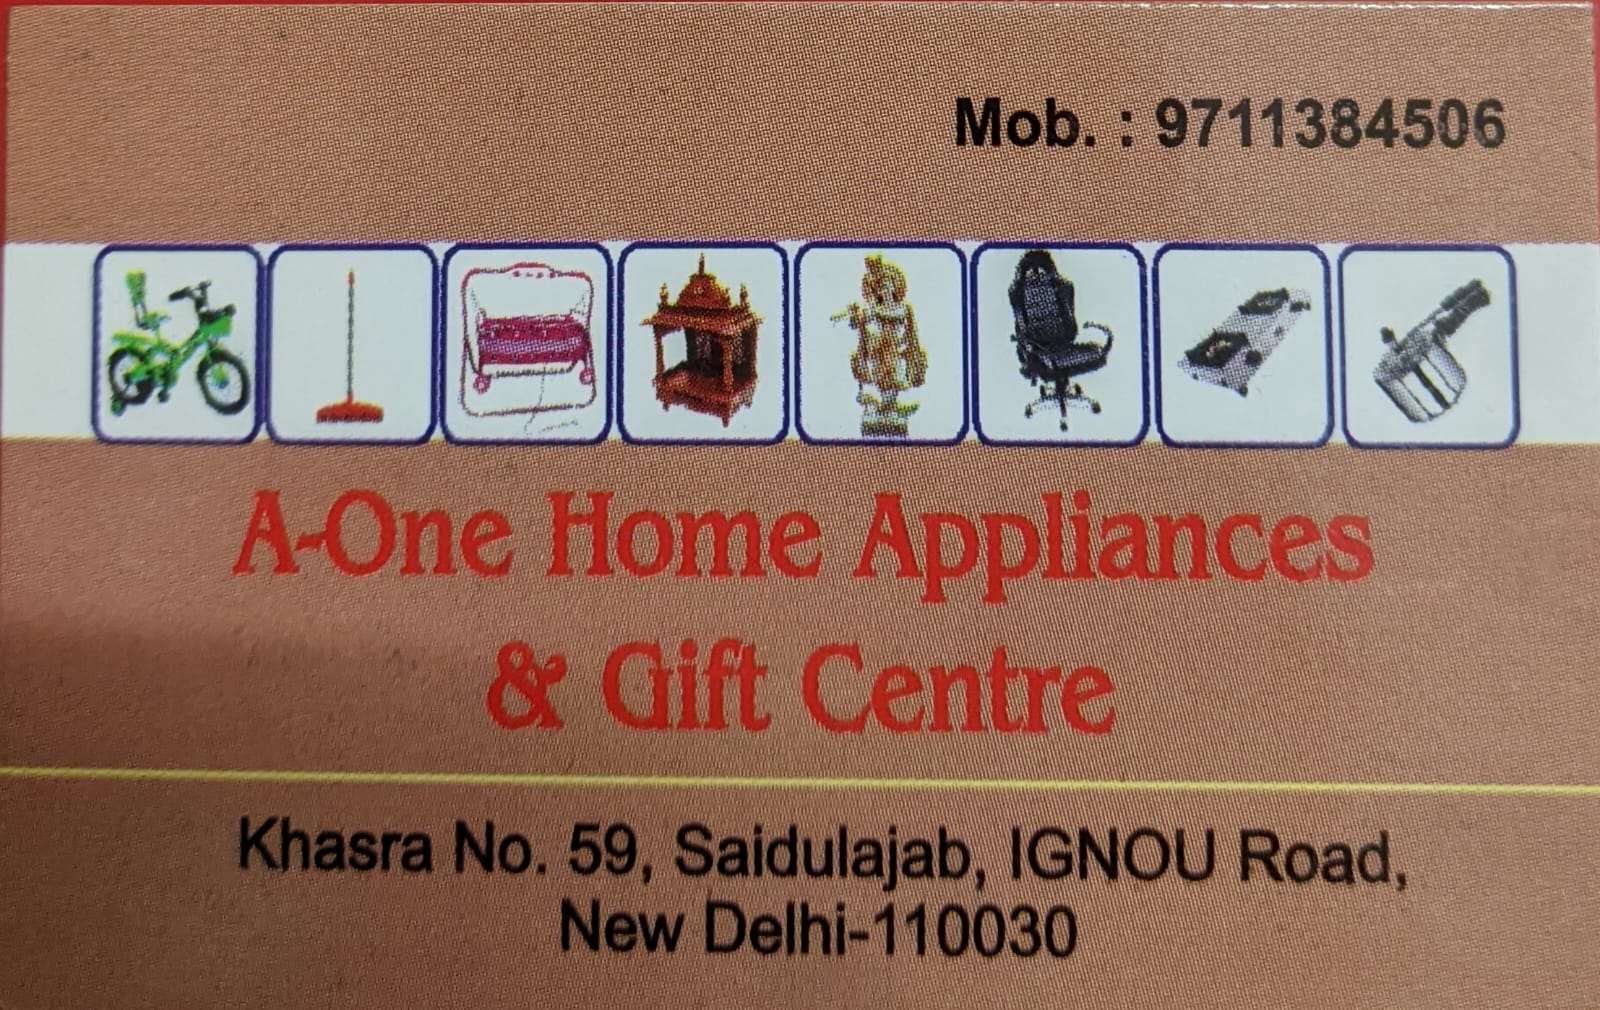 Mob. : 9711384506
A-One Home Appliances
& Gift Centre
Khasra No. 59, Saidulajab, IGNOU Road,
New Delhi-110030